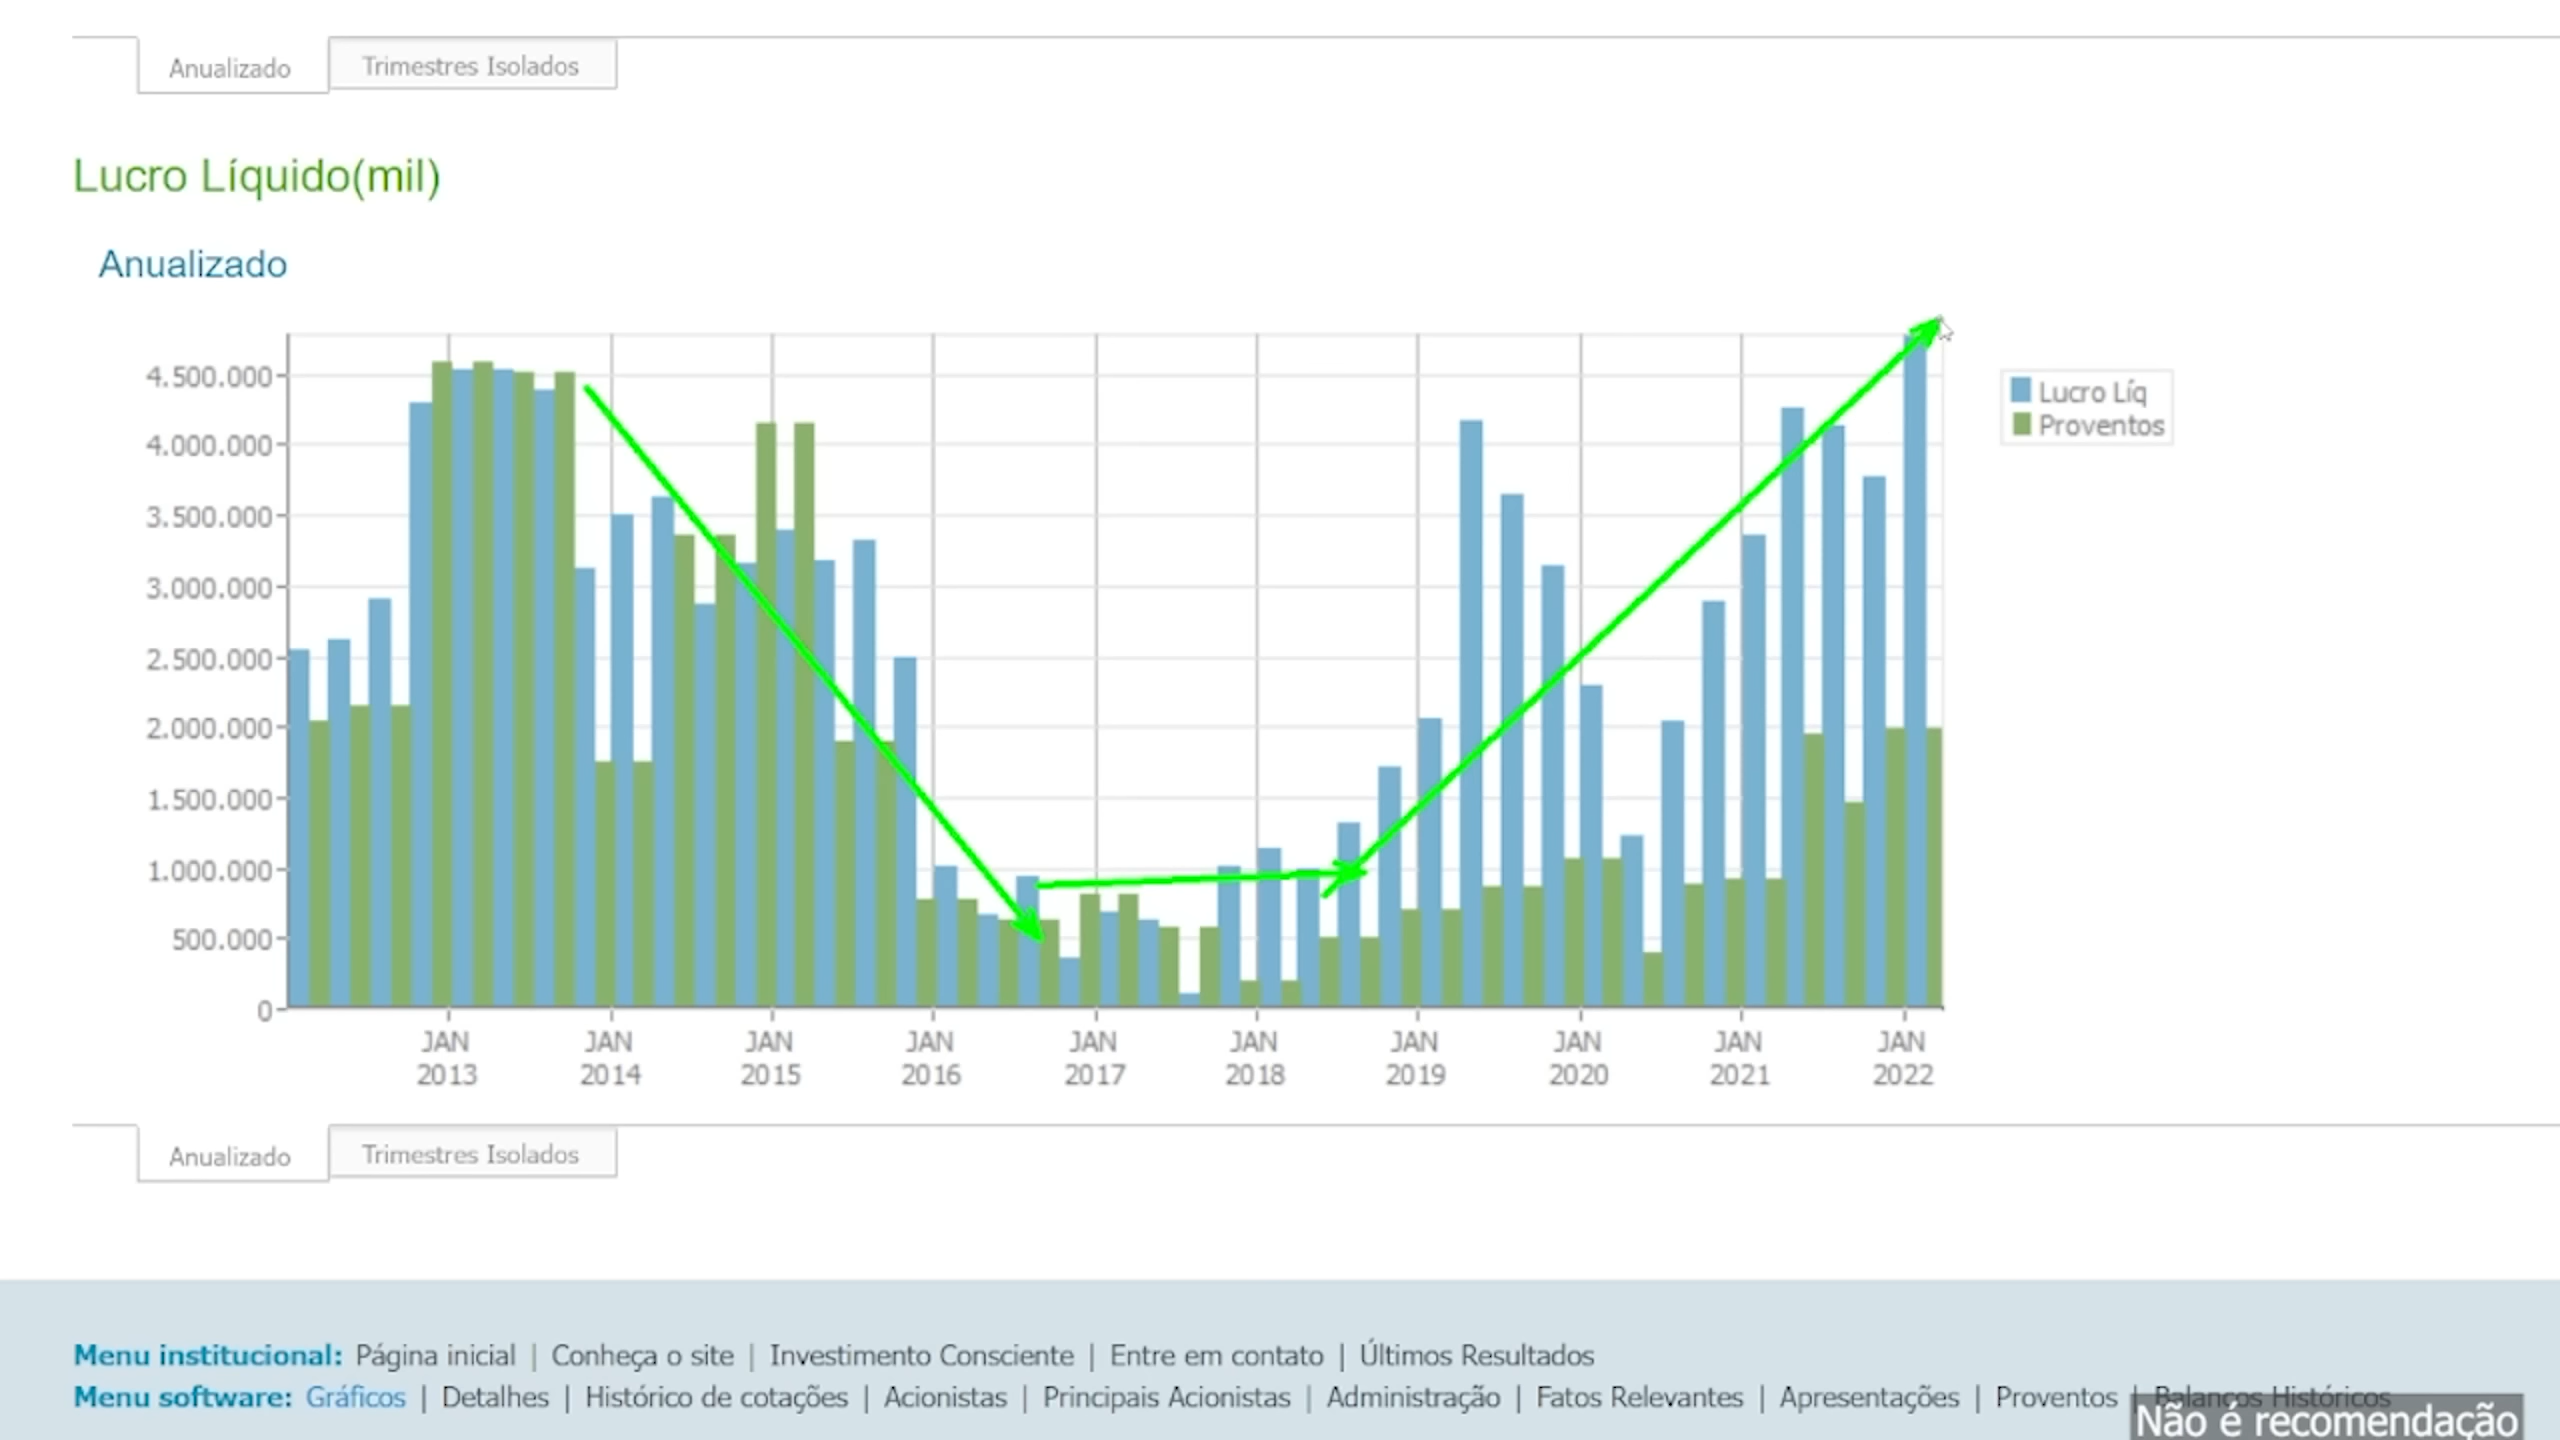 Anualizado Trimestres Isolados
Lucro Líquido(mil)
Anualizado
4.500.000
4.000.000
3.500.000
3.000.000
2.500.000
2.000.000
1.500.000
1.000.000
500.000
0
Lucro Líq
Proventos
JAN JAN JAN JAN JAN JAN JAN JAN JAN JAN
2013 2014 2015 2016 2017 2018 2019 2020 2021 2022
Anualizado Trimestres Isolados
Menu institucional: Página inicial | Conheça o site | Investimento Consciente | Entre em contato | Últimos Resultados
Menu software: Gráficos | Detalhes | Histórico de cotações | Acionistas | Principais Acionistas | Administração | Fatos Relevantes | Apresentações | Proventos | Balanços Históricos
Não é recomendação